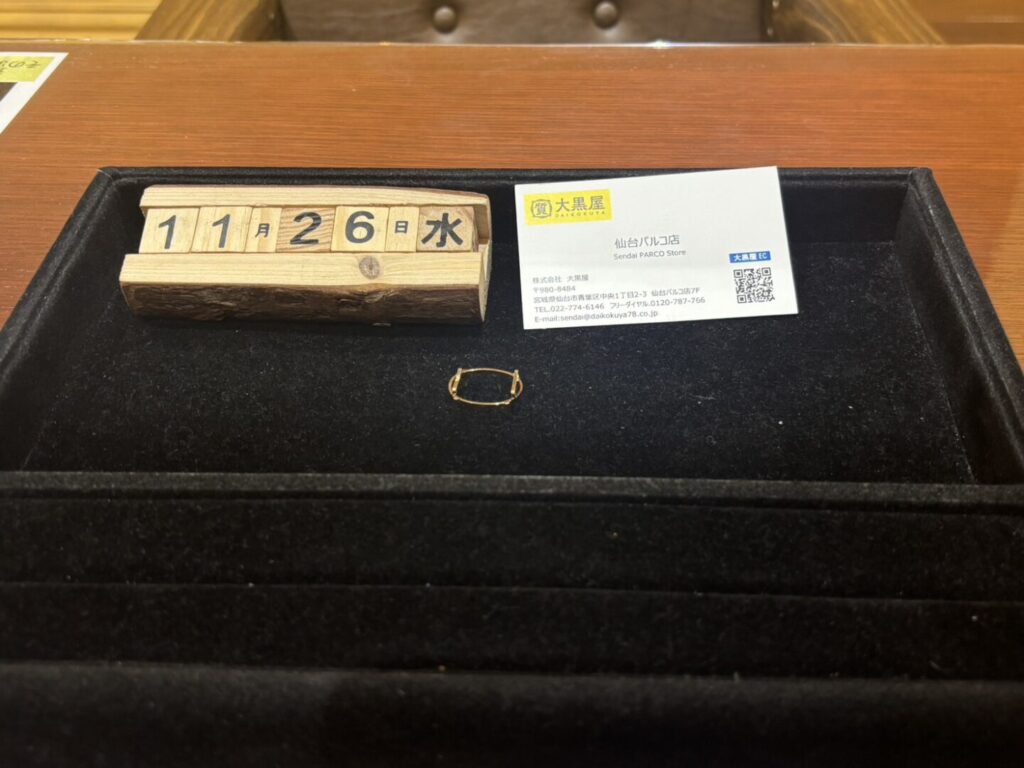 11月26日水
質 大黒屋
DAIKOKUYA
仙台パルコ店
Sendai PARCO Store
大黒屋 EC
株式会社 大黒屋
〒980-8484
宮城県仙台市青葉区中央1丁目2-3 仙台パルコ店7F
TEL.022-774-6146 フリーダイヤル.0120-787-766
E-mail:sendai@daikokuya78.co.jp